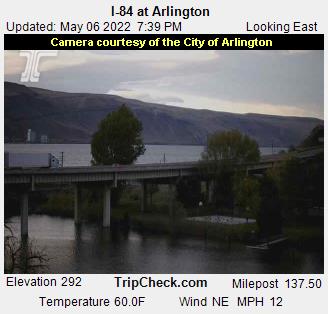 I-84 at Arlington
Updated: May 06 2022 7:39 PM Looking East
Camera courtesy of the City of Arlington
Elevation 292 TripCheck.com Milepost 137.50
Temperature 60.0F Wind NE MPH 12